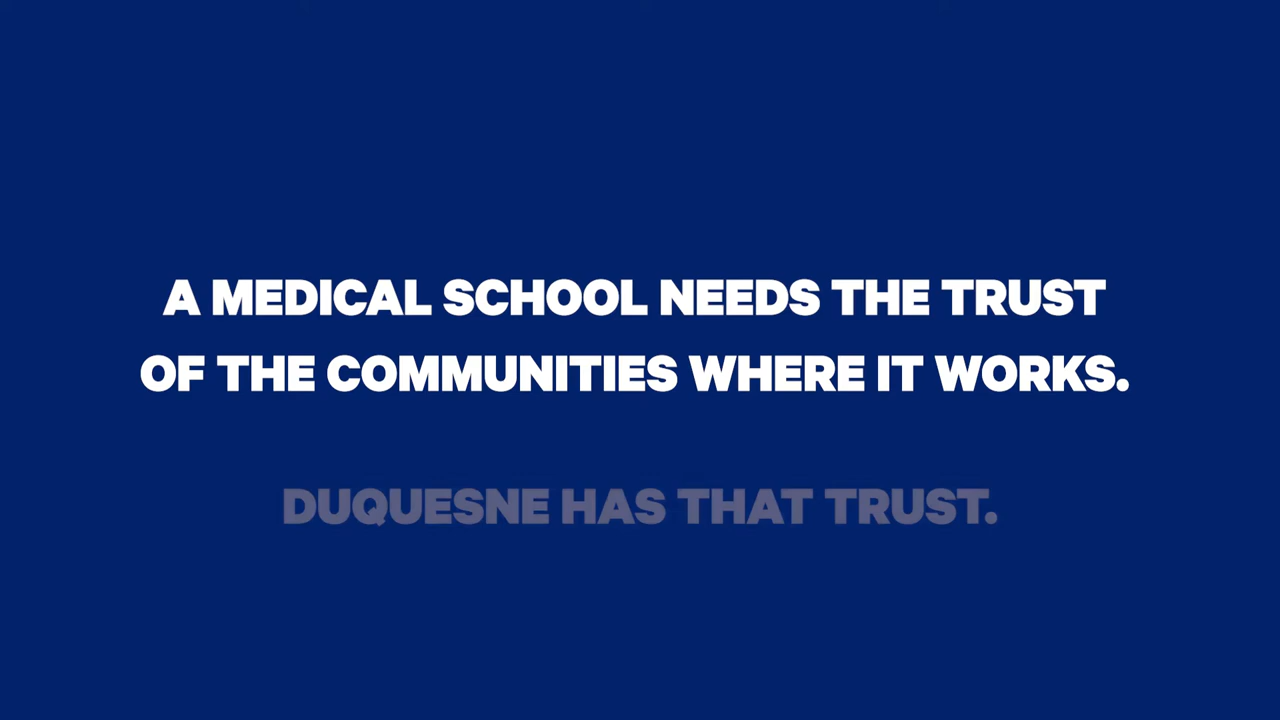 A MEDICAL SCHOOL NEEDS THE TRUST
OF THE COMMUNITIES WHERE IT WORKS.
DUQUESNE HAS THAT TRUST.